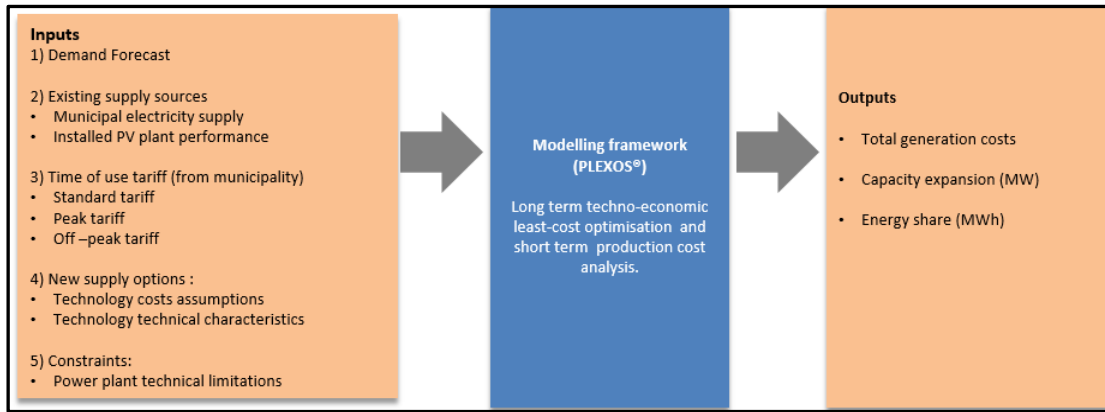 Inputs
1) Demand Forecast
2) Existing supply sources
• Municipal electricity supply
• Installed PV plant performance
3) Time of use tariff (from municipality)
• Standard tariff
• Peak tariff
• Off –peak tariff
4) New supply options :
• Technology costs assumptions
• Technology technical characteristics
5) Constraints:
• Power plant technical limitations
Modelling framework
(PLEXOS®)
Long term techno-economic
least-cost optimisation and
short term production cost
analysis.
Outputs
• Total generation costs
• Capacity expansion (MW)
• Energy share (MWh)